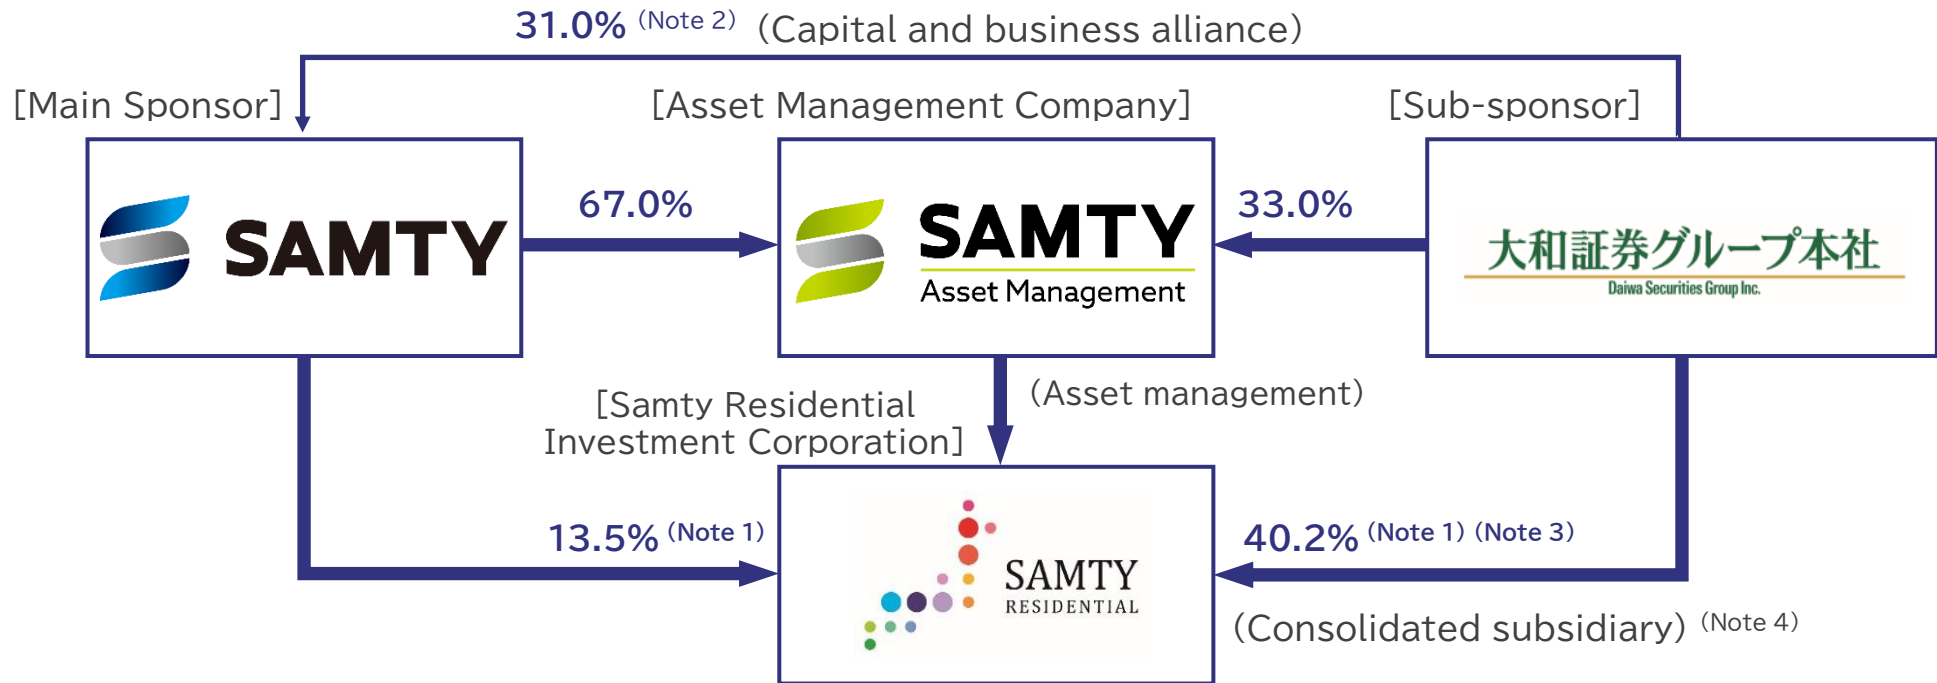 31.0% (Note 2) (Capital and business alliance)
[Main Sponsor]
[Asset Management Company]
[Sub-sponsor]
SAMTY
67.0%
SAMTY
Asset Management
33.0%
大和証券グループ本社
Daiwa Securities Group Inc.
[Samty Residential
Investment Corporation]
(Asset management)
13.5% (Note 1)
SAMTY
RESIDENTIAL
40.2% (Note 1) (Note 3)
(Consolidated subsidiary) (Note 4)